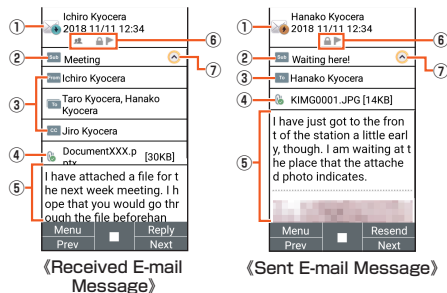 Ichiro Kyocera
① 2018 11/11 12:34
⑥
② Sub Meeting
⑦
From Ichiro Kyocera
③ To Taro Kyocera, Hanako
Kyocera
CC Jiro Kyocera
④ DocumentXXX.p
ptx [30KB]
⑤ I have attached a file for t
he next week meeting. I h
ope that you would go thr
ough the file beforehan
Menu Reply
Prev Next
《Received E-mail
Message》
Hanako Kyocera
① 2018 11/11 12:34
⑥
② Sub Waiting here!
⑦
③ To Hanako Kyocera
④ KIMG0001.JPG [14KB]
I have just got to the fron
t of the station a little earl
⑤ y, though. I am waiting at t
he place that the attache
d photo indicates.
Menu Resend
Prev Next
《Sent E-mail Message》